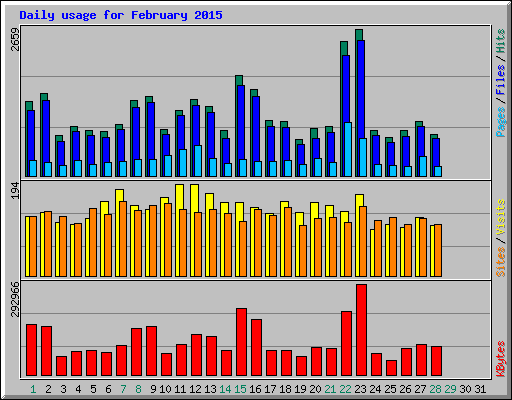 Daily usage for February 2015
2659
Pages / Files / Hits
194
Sites / Visits
292966
KBytes
1 2 3 4 5 6 7 8 9 10 11 12 13 14 15 16 17 18 19 20 21 22 23 24 25 26 27 28 29 30 31